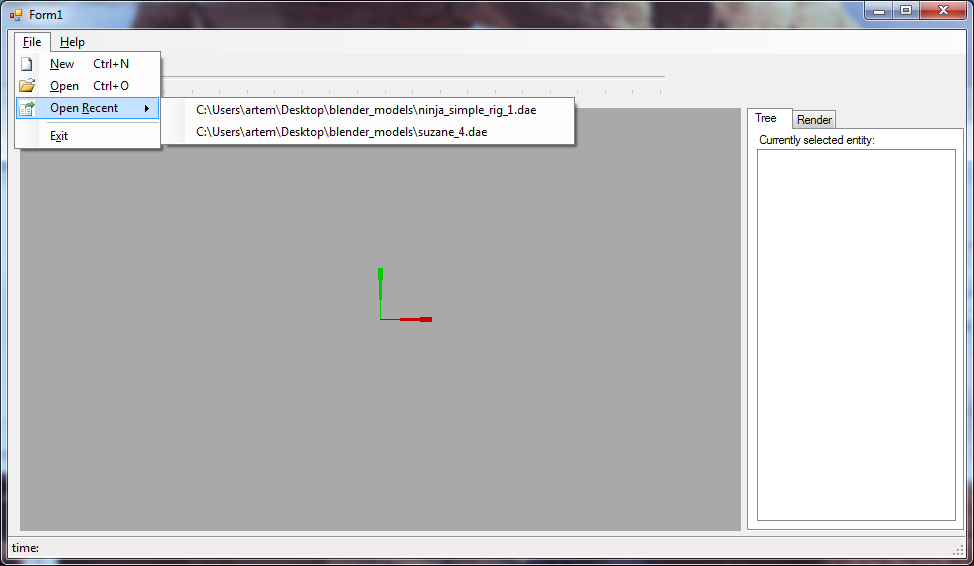 Form1
File Help
New Ctrl+N
Open Ctrl+O
Open Recent
C:\Users\artem\Desktop\blender_models\ninja_simple_rig_1.dae
C:\Users\artem\Desktop\blender_models\suzane_4.dae
Exit
Tree Render
Currently selected entity:
time: